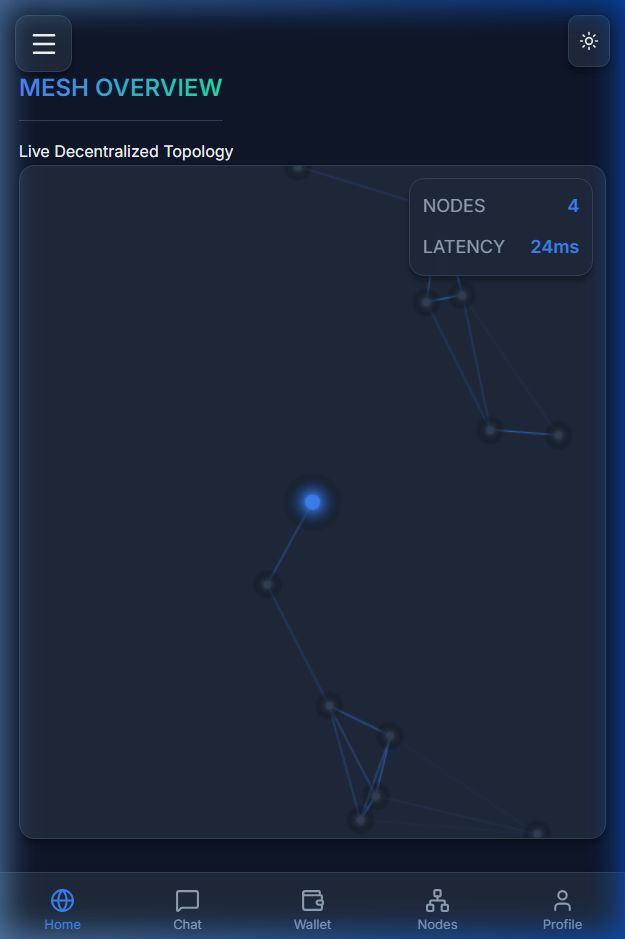 MESH OVERVIEW
Live Decentralized Topology
NODES 4
LATENCY 24ms
Home Chat Wallet Nodes Profile